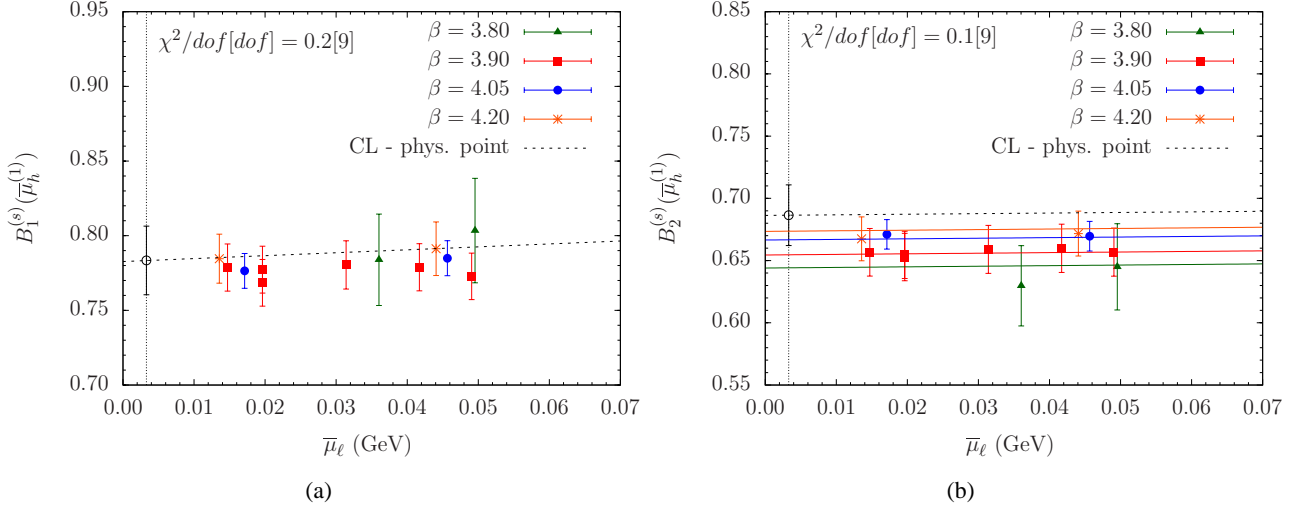 χ²/dof[dof] = 0.2[9]
β = 3.80
β = 3.90
β = 4.05
β = 4.20
CL - phys. point
0.95
0.90
0.85
0.80
0.75
0.70
B₁⁽ˢ⁾(μ̅ₕ⁽¹⁾)
0.00 0.01 0.02 0.03 0.04 0.05 0.06 0.07
μ̅_ℓ (GeV)
(a)
χ²/dof[dof] = 0.1[9]
β = 3.80
β = 3.90
β = 4.05
β = 4.20
CL - phys. point
0.85
0.80
0.75
0.70
0.65
0.60
0.55
B₂⁽ˢ⁾(μ̅ₕ⁽¹⁾)
0.00 0.01 0.02 0.03 0.04 0.05 0.06 0.07
μ̅_ℓ (GeV)
(b)